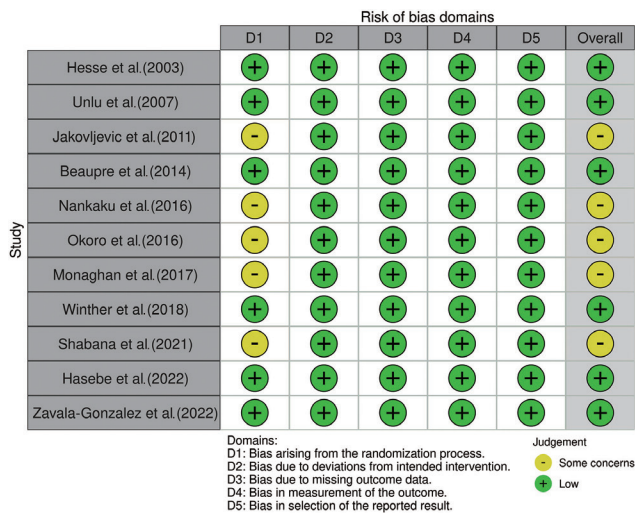 Risk of bias domains
D1 D2 D3 D4 D5 Overall
Study
Hesse et al.(2003) + + + + + +
Unlu et al.(2007) + + + + + +
Jakovljevic et al.(2011) - + + + + -
Beaupre et al.(2014) + + + + + +
Nankaku et al.(2016) - + + + + -
Okoro et al.(2016) - + + + + -
Monaghan et al.(2017) - + + + + -
Winther et al.(2018) + + + + + +
Shabana et al.(2021) - + + + + -
Hasebe et al.(2022) + + + + + +
Zavala-Gonzalez et al.(2022) + + + + + +
Domains:
D1: Bias arising from the randomization process.
D2: Bias due to deviations from intended intervention.
D3: Bias due to missing outcome data.
D4: Bias in measurement of the outcome.
D5: Bias in selection of the reported result.
Judgement
- Some concerns
+ Low